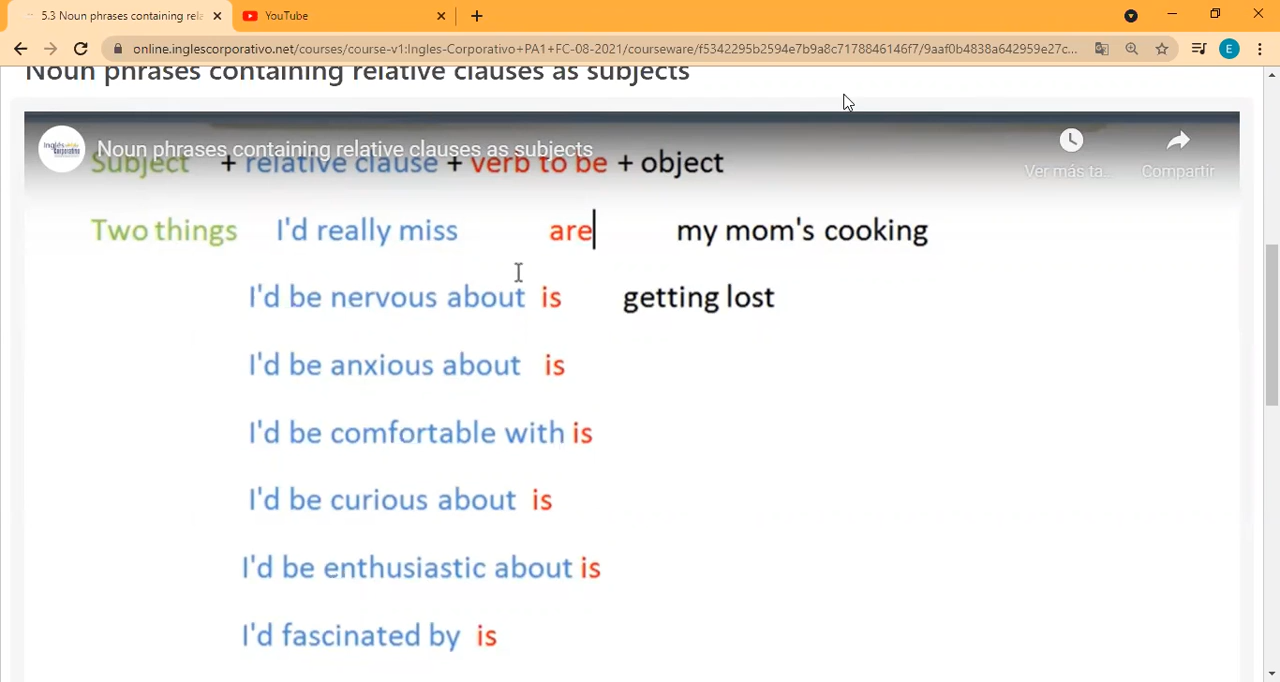 5.3 Noun phrases containing rela
YouTube
online.inglescorporativo.net/courses/course-v1:Ingles-Corporativo+PA1+FC-08-2021/courseware/f5342295b2594e7b9a8c7178846146f7/9aaf0b4838a642959e27c...
E
Noun phrases containing relative clauses as subjects
Inglés
Corporativo
Noun phrases containing relative clauses as subjects
Ver más ta...
Compartir
Subject + relative clause + verb to be + object
Two things I'd really miss are my mom's cooking
I'd be nervous about is getting lost
I'd be anxious about is
I'd be comfortable with is
I'd be curious about is
I'd be enthusiastic about is
I'd fascinated by is